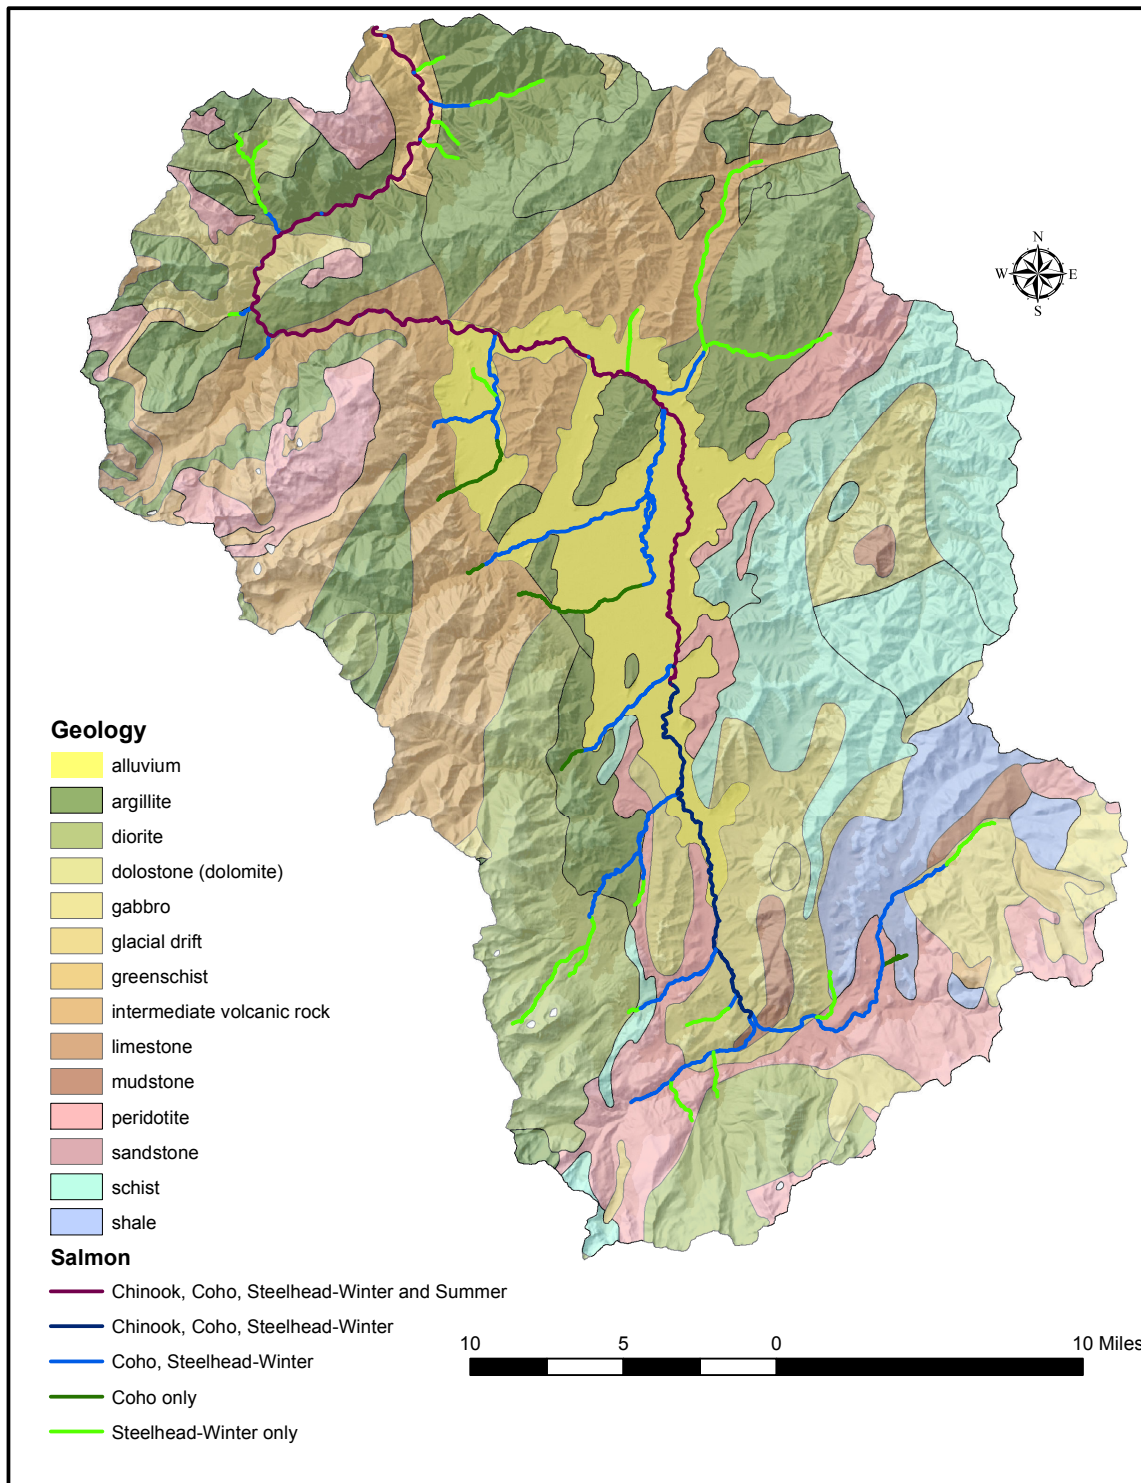 N
W E
S
Geology
alluvium
argillite
diorite
dolostone (dolomite)
gabbro
glacial drift
greenschist
intermediate volcanic rock
limestone
mudstone
peridotite
sandstone
schist
shale
Salmon
Chinook, Coho, Steelhead-Winter and Summer
Chinook, Coho, Steelhead-Winter
Coho, Steelhead-Winter
Coho only
Steelhead-Winter only
10 5 0 10 Miles